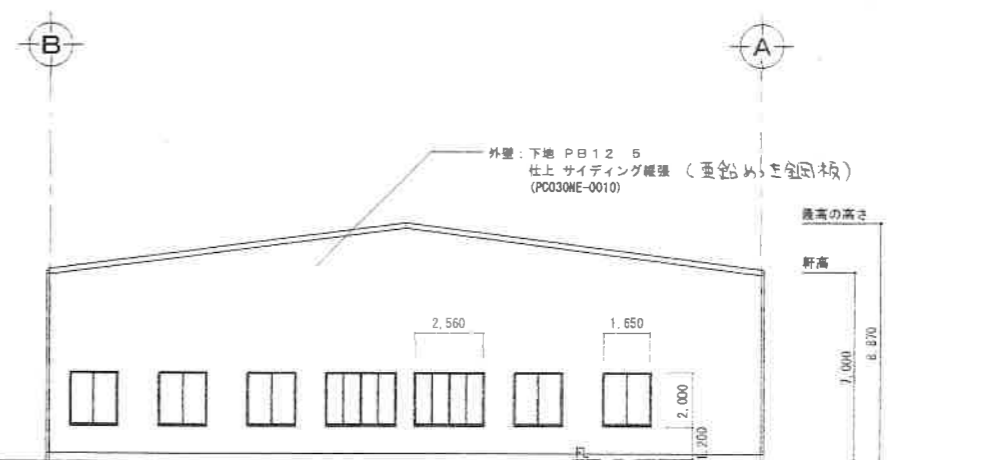 B
A
外壁：下地 PB12 5
仕上 サイディング縦張 （亜鉛めっき鋼板）
(PC030NE-0010)
最高の高さ
軒高
2,560
1,650
7,000
8,870
2,000
1,200
FL